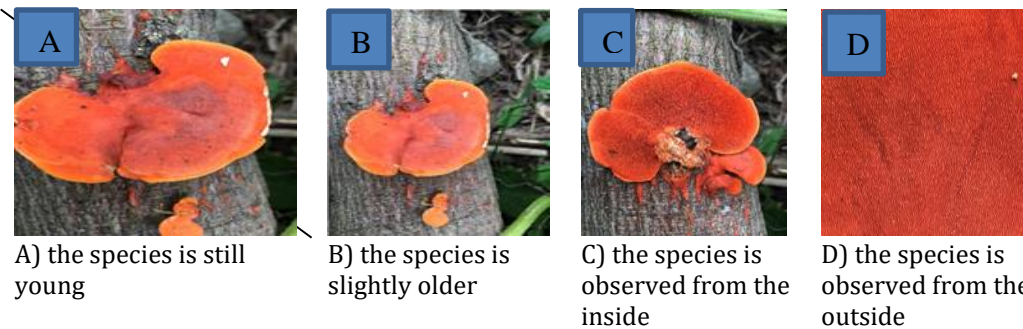 A
B
C
D
A) the species is still
young
B) the species is
slightly older
C) the species is
observed from the
inside
D) the species is
observed from the
outside